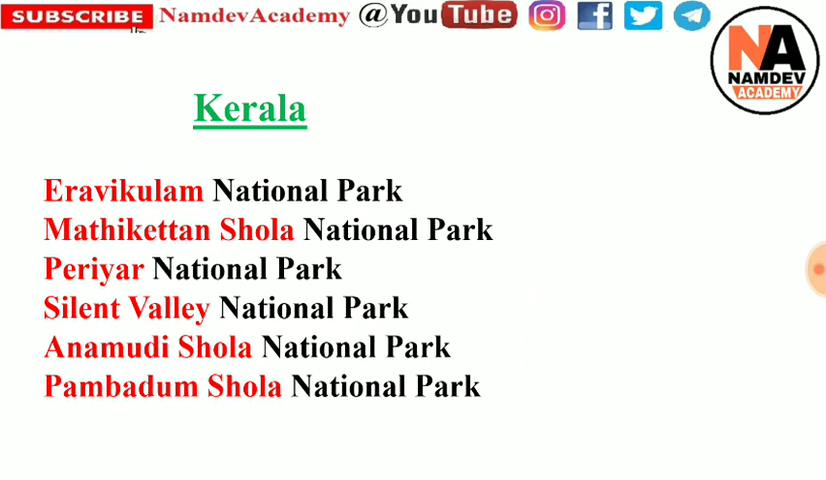 SUBSCRIBE NamdevAcademy @YouTube
NA
NAMDEV
ACADEMY
Kerala
Eravikulam National Park
Mathikettan Shola National Park
Periyar National Park
Silent Valley National Park
Anamudi Shola National Park
Pambadum Shola National Park